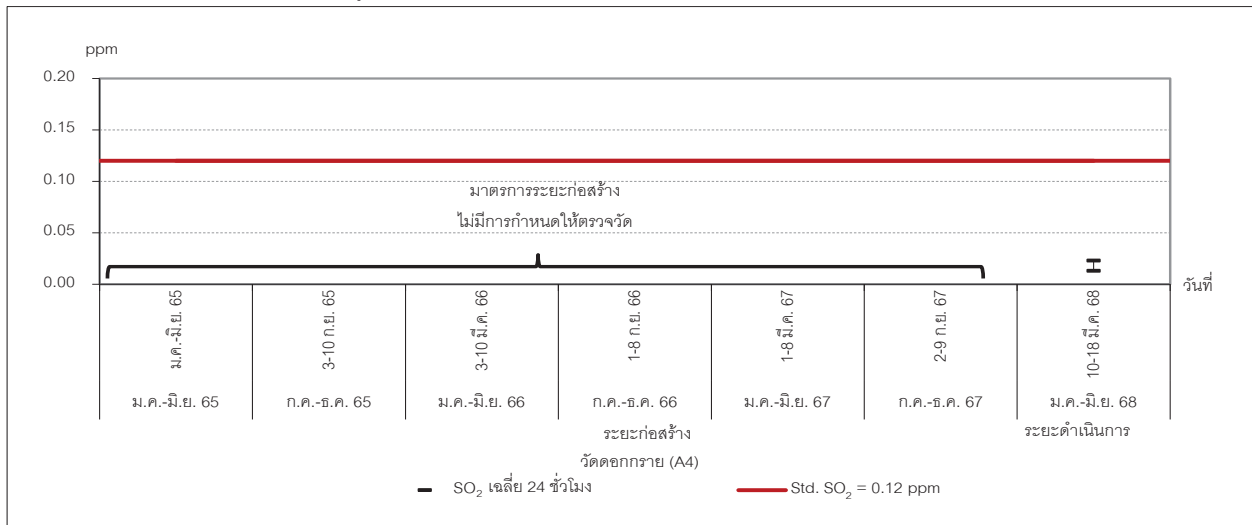 ppm
0.20
0.15
0.10
0.05
0.00
มาตรการระยะก่อสร้าง
ไม่มีการกำหนดให้ตรวจวัด
วันที่
ม.ค.-มิ.ย. 65
3-10 ก.ย. 65
3-10 มี.ค. 66
1-8 ก.ย. 66
1-8 มี.ค. 67
2-9 ก.ย. 67
10-18 มี.ค. 68
ม.ค.-มิ.ย. 65
ก.ค.-ธ.ค. 65
ม.ค.-มิ.ย. 66
ก.ค.-ธ.ค. 66
ม.ค.-มิ.ย. 67
ก.ค.-ธ.ค. 67
ม.ค.-มิ.ย. 68
ระยะก่อสร้าง
ระยะดำเนินการ
วัดดอกกราย (A4)
SO₂ เฉลี่ย 24 ชั่วโมง
Std. SO₂ = 0.12 ppm